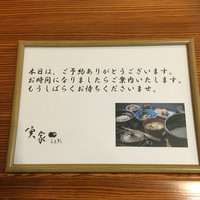 本日は、ご予約ありがとうございます。
お時間になりましたらご案内いたします。
もうしばらくお待ちくださいませ。
実家